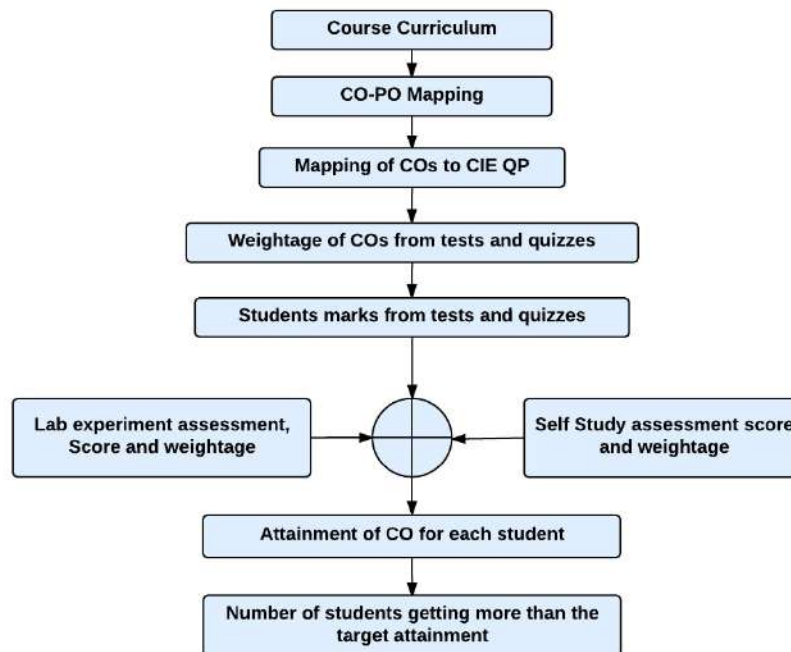 Course Curriculum
CO-PO Mapping
Mapping of COs to CIE QP
Weightage of COs from tests and quizzes
Students marks from tests and quizzes
Lab experiment assessment,
Score and weightage
Self Study assessment score
and weightage
Attainment of CO for each student
Number of students getting more than the
target attainment